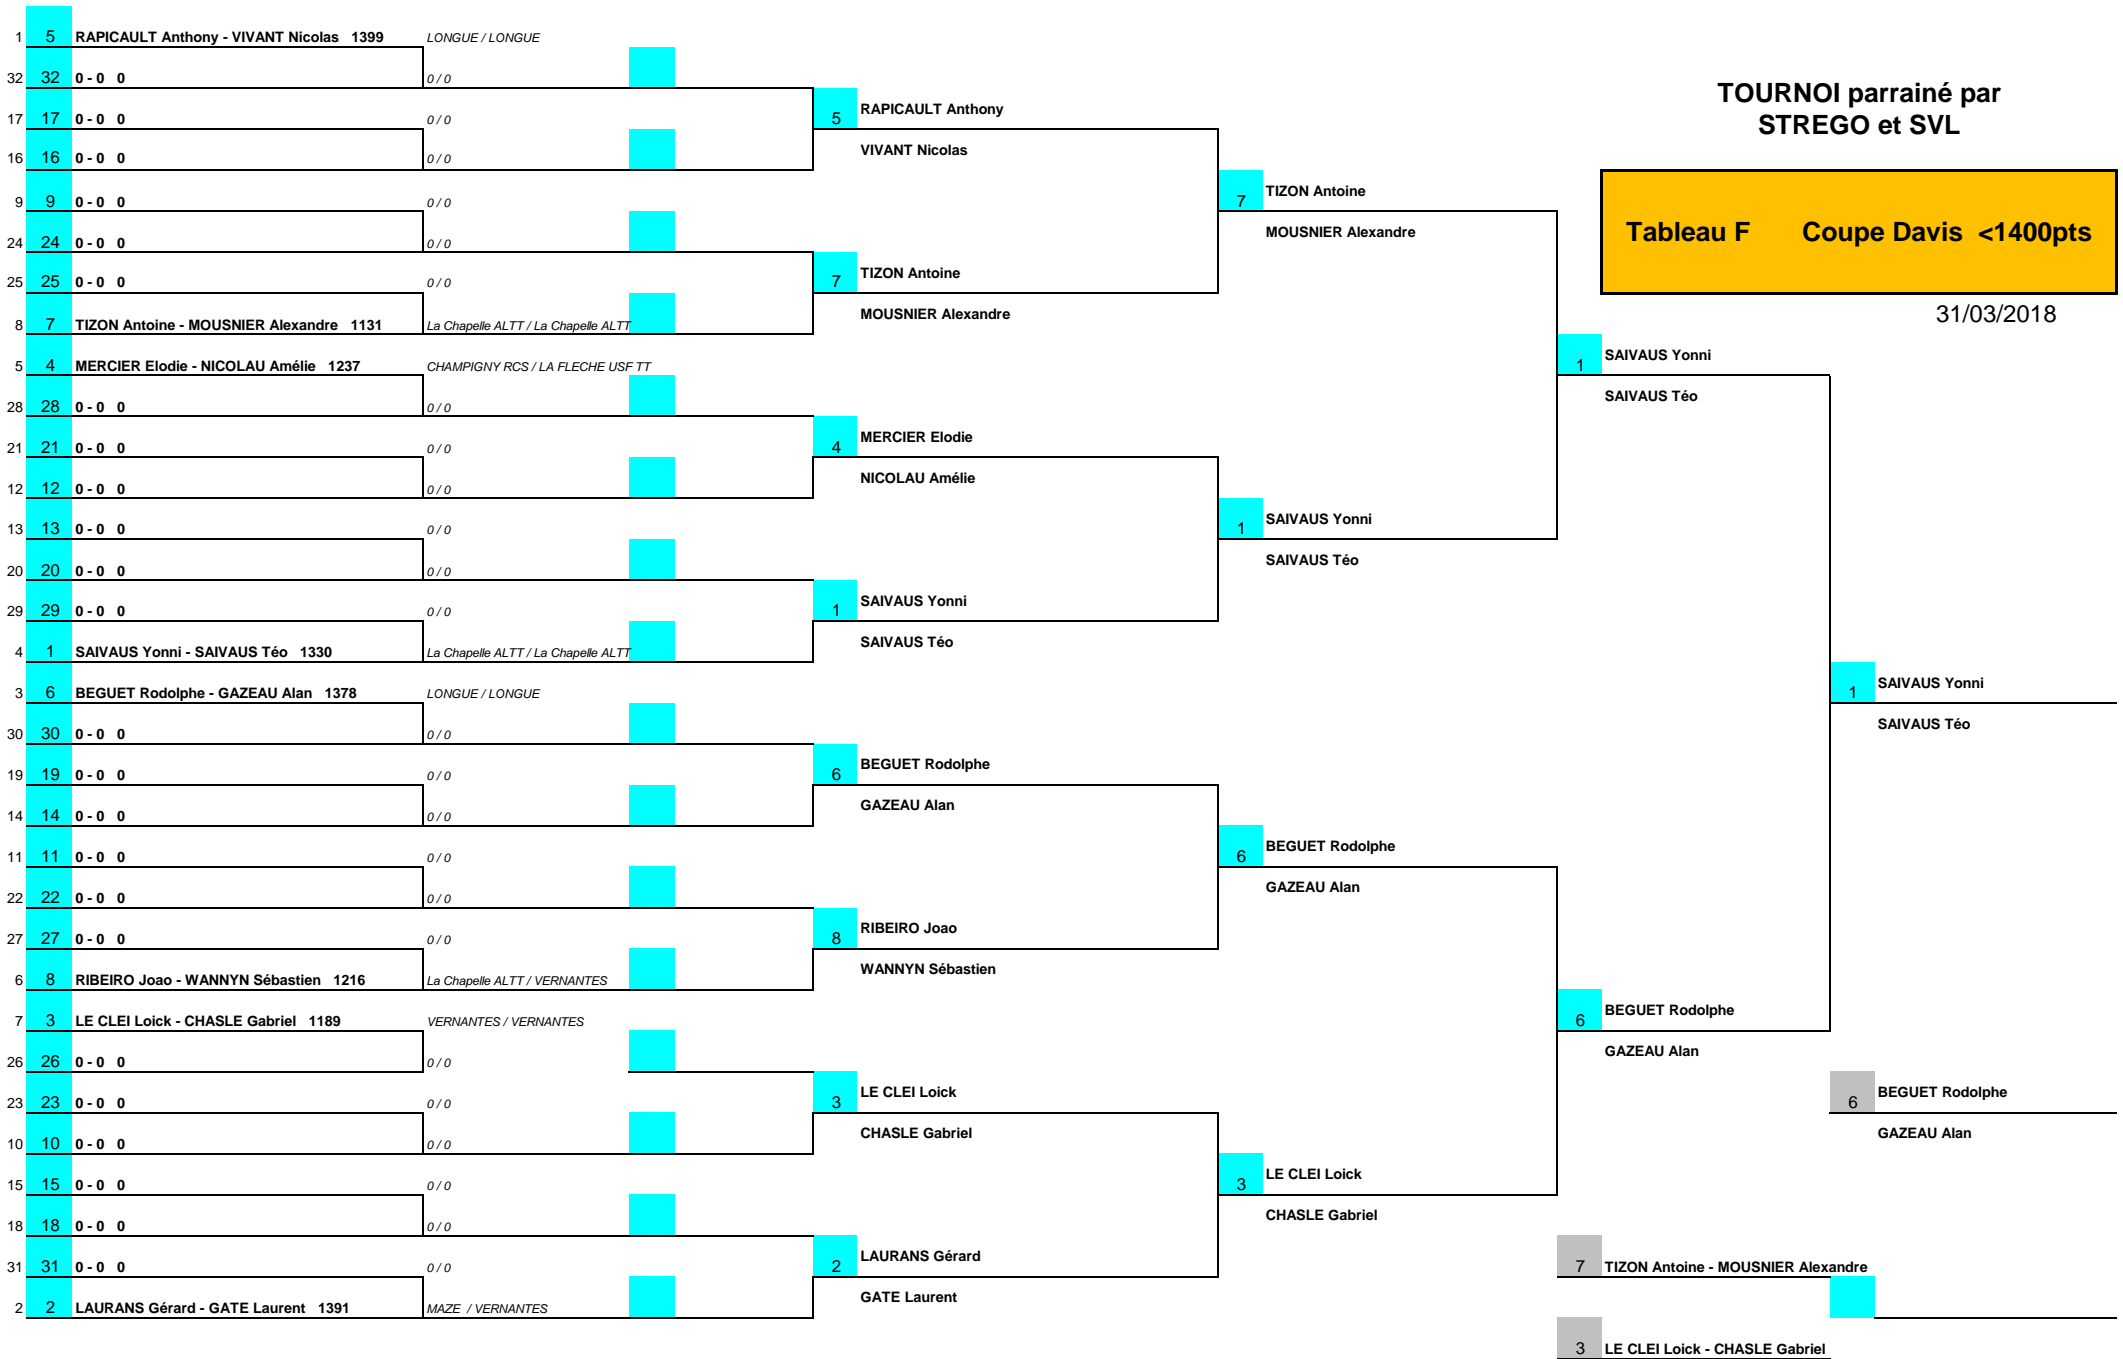 1 5 RAPICAULT Anthony - VIVANT Nicolas 1399 LONGUE / LONGUE
32 32 0 - 0 0 0 / 0
17 17 0 - 0 0 0 / 0
16 16 0 - 0 0 0 / 0
9 9 0 - 0 0 0 / 0
24 24 0 - 0 0 0 / 0
25 25 0 - 0 0 0 / 0
8 7 TIZON Antoine - MOUSNIER Alexandre 1131 La Chapelle ALTT / La Chapelle ALTT
5 4 MERCIER Elodie - NICOLAU Amélie 1237 CHAMPIGNY RCS / LA FLECHE USF TT
28 28 0 - 0 0 0 / 0
21 21 0 - 0 0 0 / 0
12 12 0 - 0 0 0 / 0
13 13 0 - 0 0 0 / 0
20 20 0 - 0 0 0 / 0
29 29 0 - 0 0 0 / 0
4 1 SAIVAUS Yonni - SAIVAUS Téo 1330 La Chapelle ALTT / La Chapelle ALTT
3 6 BEGUET Rodolphe - GAZEAU Alan 1378 LONGUE / LONGUE
30 30 0 - 0 0 0 / 0
19 19 0 - 0 0 0 / 0
14 14 0 - 0 0 0 / 0
11 11 0 - 0 0 0 / 0
22 22 0 - 0 0 0 / 0
27 27 0 - 0 0 0 / 0
6 8 RIBEIRO Joao - WANNYN Sébastien 1216 La Chapelle ALTT / VERNANTES
7 3 LE CLEI Loick - CHASLE Gabriel 1189 VERNANTES / VERNANTES
26 26 0 - 0 0 0 / 0
23 23 0 - 0 0 0 / 0
10 10 0 - 0 0 0 / 0
15 15 0 - 0 0 0 / 0
18 18 0 - 0 0 0 / 0
31 31 0 - 0 0 0 / 0
2 2 LAURANS Gérard - GATE Laurent 1391 MAZE / VERNANTES
5 RAPICAULT Anthony
VIVANT Nicolas
7 TIZON Antoine
MOUSNIER Alexandre
4 MERCIER Elodie
NICOLAU Amélie
1 SAIVAUS Yonni
SAIVAUS Téo
6 BEGUET Rodolphe
GAZEAU Alan
8 RIBEIRO Joao
WANNYN Sébastien
3 LE CLEI Loick
CHASLE Gabriel
2 LAURANS Gérard
GATE Laurent
7 TIZON Antoine
MOUSNIER Alexandre
1 SAIVAUS Yonni
SAIVAUS Téo
6 BEGUET Rodolphe
GAZEAU Alan
3 LE CLEI Loick
CHASLE Gabriel
TOURNOI parrainé par
STREGO et SVL
Tableau F Coupe Davis <1400pts
31/03/2018
1 SAIVAUS Yonni
SAIVAUS Téo
6 BEGUET Rodolphe
GAZEAU Alan
1 SAIVAUS Yonni
SAIVAUS Téo
6 BEGUET Rodolphe
GAZEAU Alan
7 TIZON Antoine - MOUSNIER Alexandre
3 LE CLEI Loick - CHASLE Gabriel